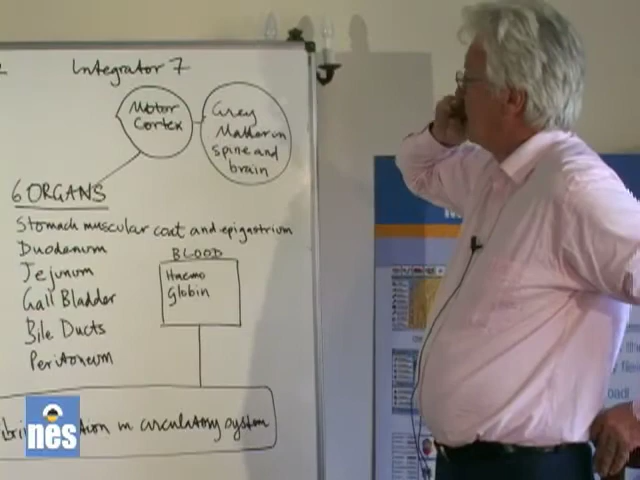 Integrator 7
Motor
Cortex
Grey
Matter in
spine and
brain
6 ORGANS
Stomach muscular coat and epigastrium
Duodenum
Jejunum
Gall Bladder
Bile Ducts
Peritoneum
BLOOD
Haemo
Globin
in circulatory system
nes